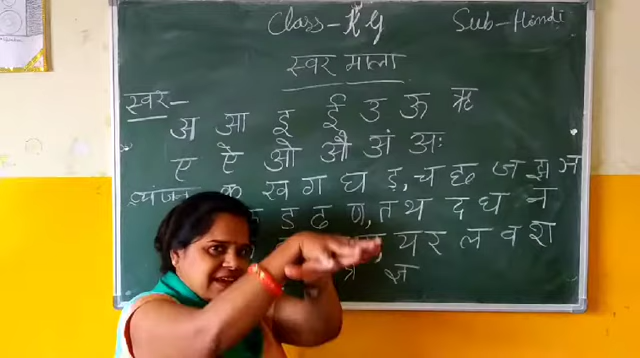 Class-KG Sub-Hindi
स्वर माला
स्वर-
अ आ इ ई उ ऊ ऋ
ए ऐ ओ औ अं अः
व्यंजन क ख ग घ ङ, च छ ज झ ञ
ड ढ ण, त थ द ध न
य र ल व श
ज्ञ